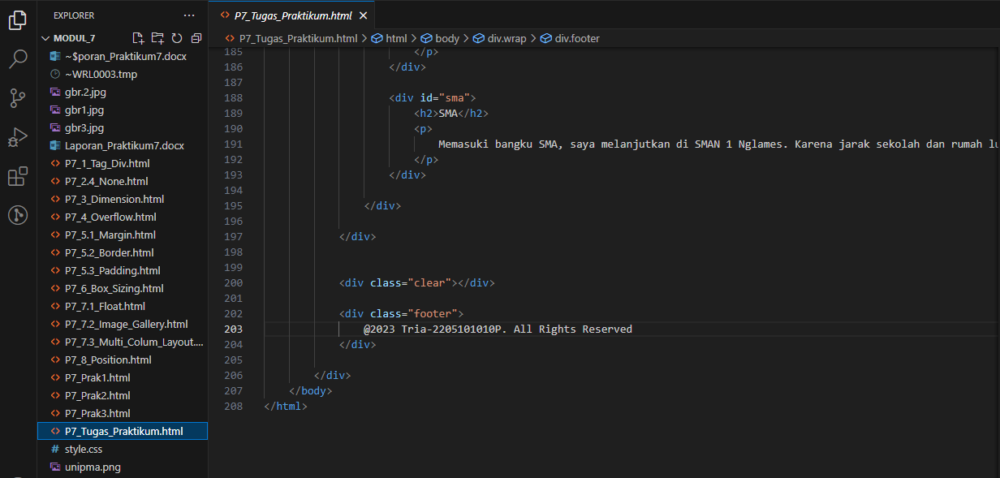 EXPLORER
MODUL_7
~$poran_Praktikum7.docx
~WRL0003.tmp
gbr.2.jpg
gbr1.jpg
gbr3.jpg
Laporan_Praktikum7.docx
P7_1_Tag_Div.html
P7_2.4_None.html
P7_3_Dimension.html
P7_4_Overflow.html
P7_5.1_Margin.html
P7_5.2_Border.html
P7_5.3_Padding.html
P7_6_Box_Sizing.html
P7_7.1_Float.html
P7_7.2_Image_Gallery.html
P7_7.3_Multi_Colum_Layout....
P7_8_Position.html
P7_Prak1.html
P7_Prak2.html
P7_Prak3.html
P7_Tugas_Praktikum.html
# style.css
unipma.png
P7_Tugas_Praktikum.html
P7_Tugas_Praktikum.html > html > body > div.wrap > div.footer
185 </p>
186 </div>
187
188 <div id="sma">
189 <h2>SMA</h2>
190 <p>
191 Memasuki bangku SMA, saya melanjutkan di SMAN 1 Nglames. Karena jarak sekolah dan rumah lu
192 </p>
193 </div>
194
195 </div>
196
197 </div>
198
199
200 <div class="clear"></div>
201
202 <div class="footer">
203 @2023 Tria-2205101010P. All Rights Reserved
204 </div>
205
206 </div>
207 </body>
208 </html>